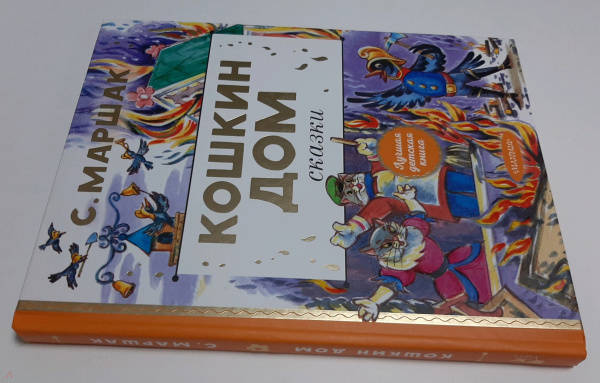 С. МАРШАК
КОШКИН
ДОМ
сказки
Лучшая
детская
книга
С. МАРШАК
КОШКИН ДОМ